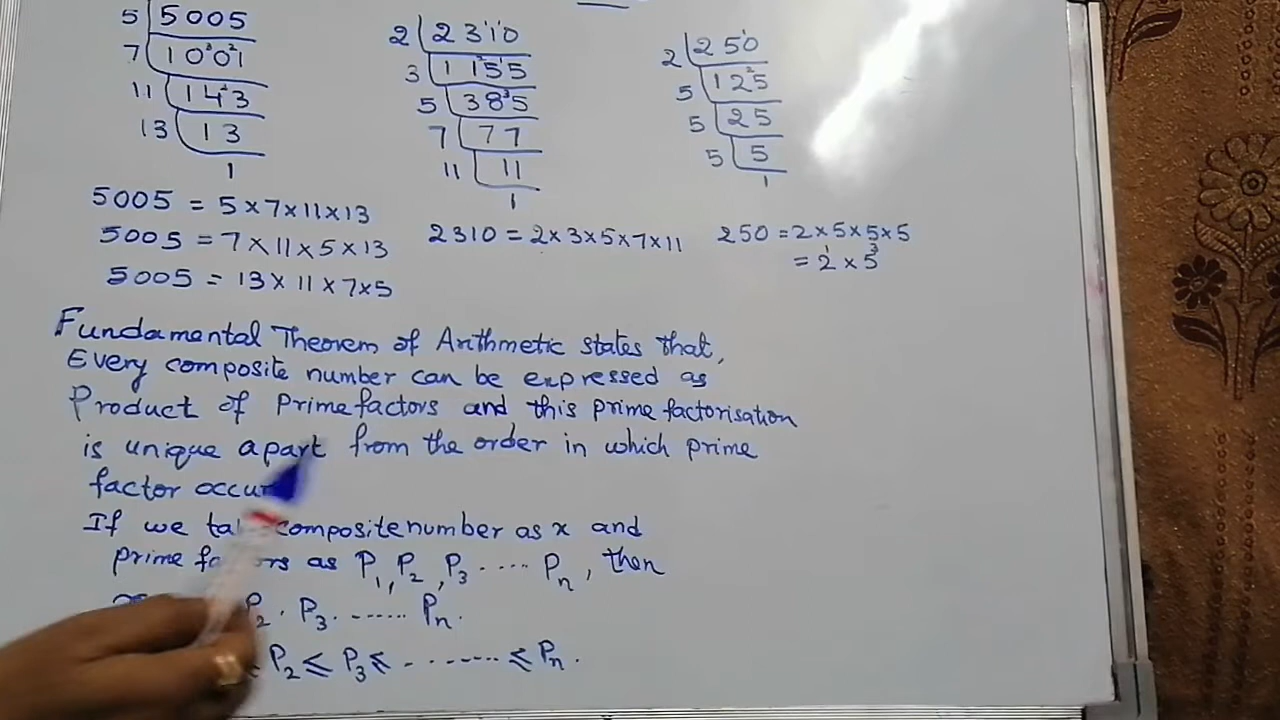 5 5005
7 1001
11 143
13 13
1
2 2310
3 1155
5 385
7 77
11 11
1
2 250
5 125
5 25
5 5
1
5005 = 5×7×11×13
5005 = 7×11×5×13
5005 = 13×11×7×5
2310 = 2×3×5×7×11
250 = 2×5×5×5
= 2¹×5³
Fundamental Theorem of Arithmetic states that,
Every composite number can be expressed as
Product of Prime factors and this prime factorisation
is unique apart from the order in which prime
factor occur
If we composite number as x and
prime as P₁, P₂, P₃ ..... Pₙ, then
P₂ . P₃ . ...... Pₙ.
P₂ ≤ P₃ ≤ ........ ≤ Pₙ.